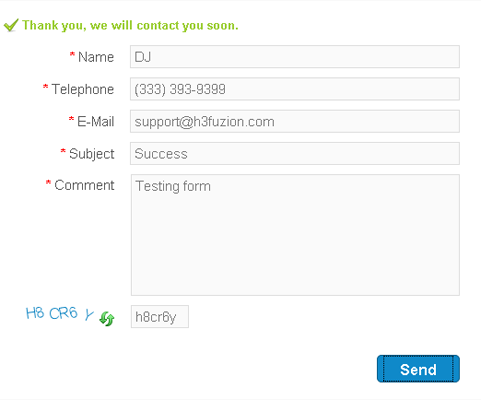 Thank you, we will contact you soon.
* Name DJ
* Telephone (333) 393-9399
* E-Mail support@h3fuzion.com
* Subject Success
* Comment Testing form
H8 CR6 Y h8cr6y
Send